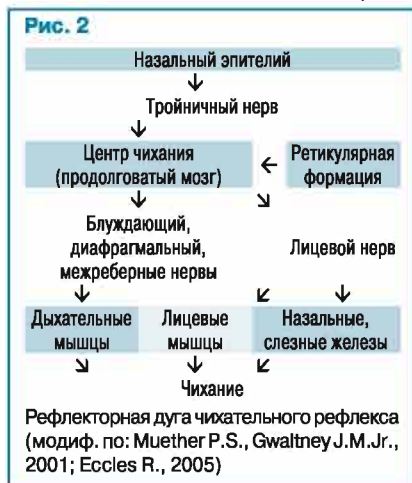 Рис. 2
Назальный эпителий
Тройничный нерв
Центр чихания
(продолговатый мозг)
Ретикулярная
формация
Блуждающий,
диафрагмальный,
межреберные нервы
Лицевой нерв
Дыхательные
мышцы
Лицевые
мышцы
Назальные,
слезные железы
Чихание
Рефлекторная дуга чихательного рефлекса
(модиф. по: Muether P.S., Gwaltney J.M.Jr.,
2001; Eccles R., 2005)